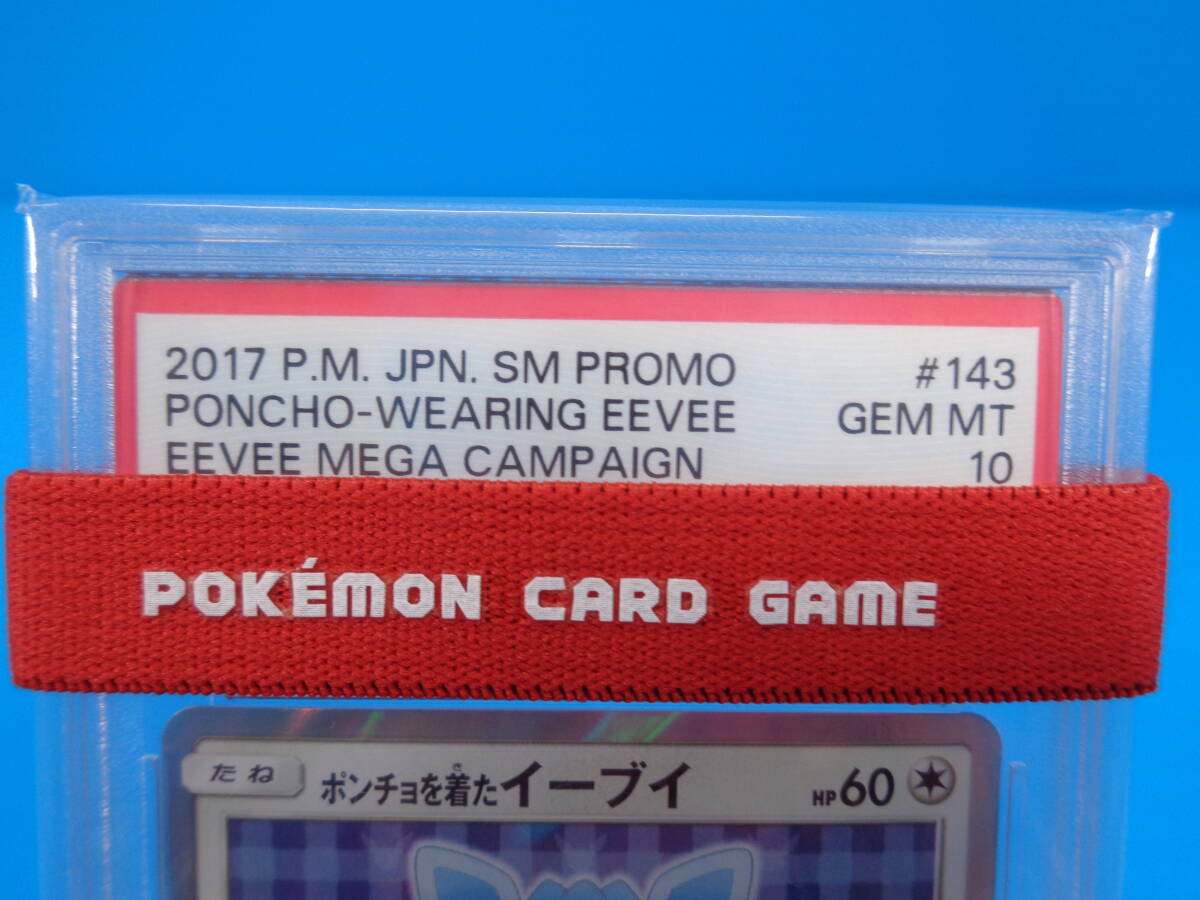 2017 P.M. JPN. SM PROMO #143
PONCHO-WEARING EEVEE GEM MT
EEVEE MEGA CAMPAIGN 10
POKÉMON CARD GAME
たね ポンチョを着たイーブイ HP60